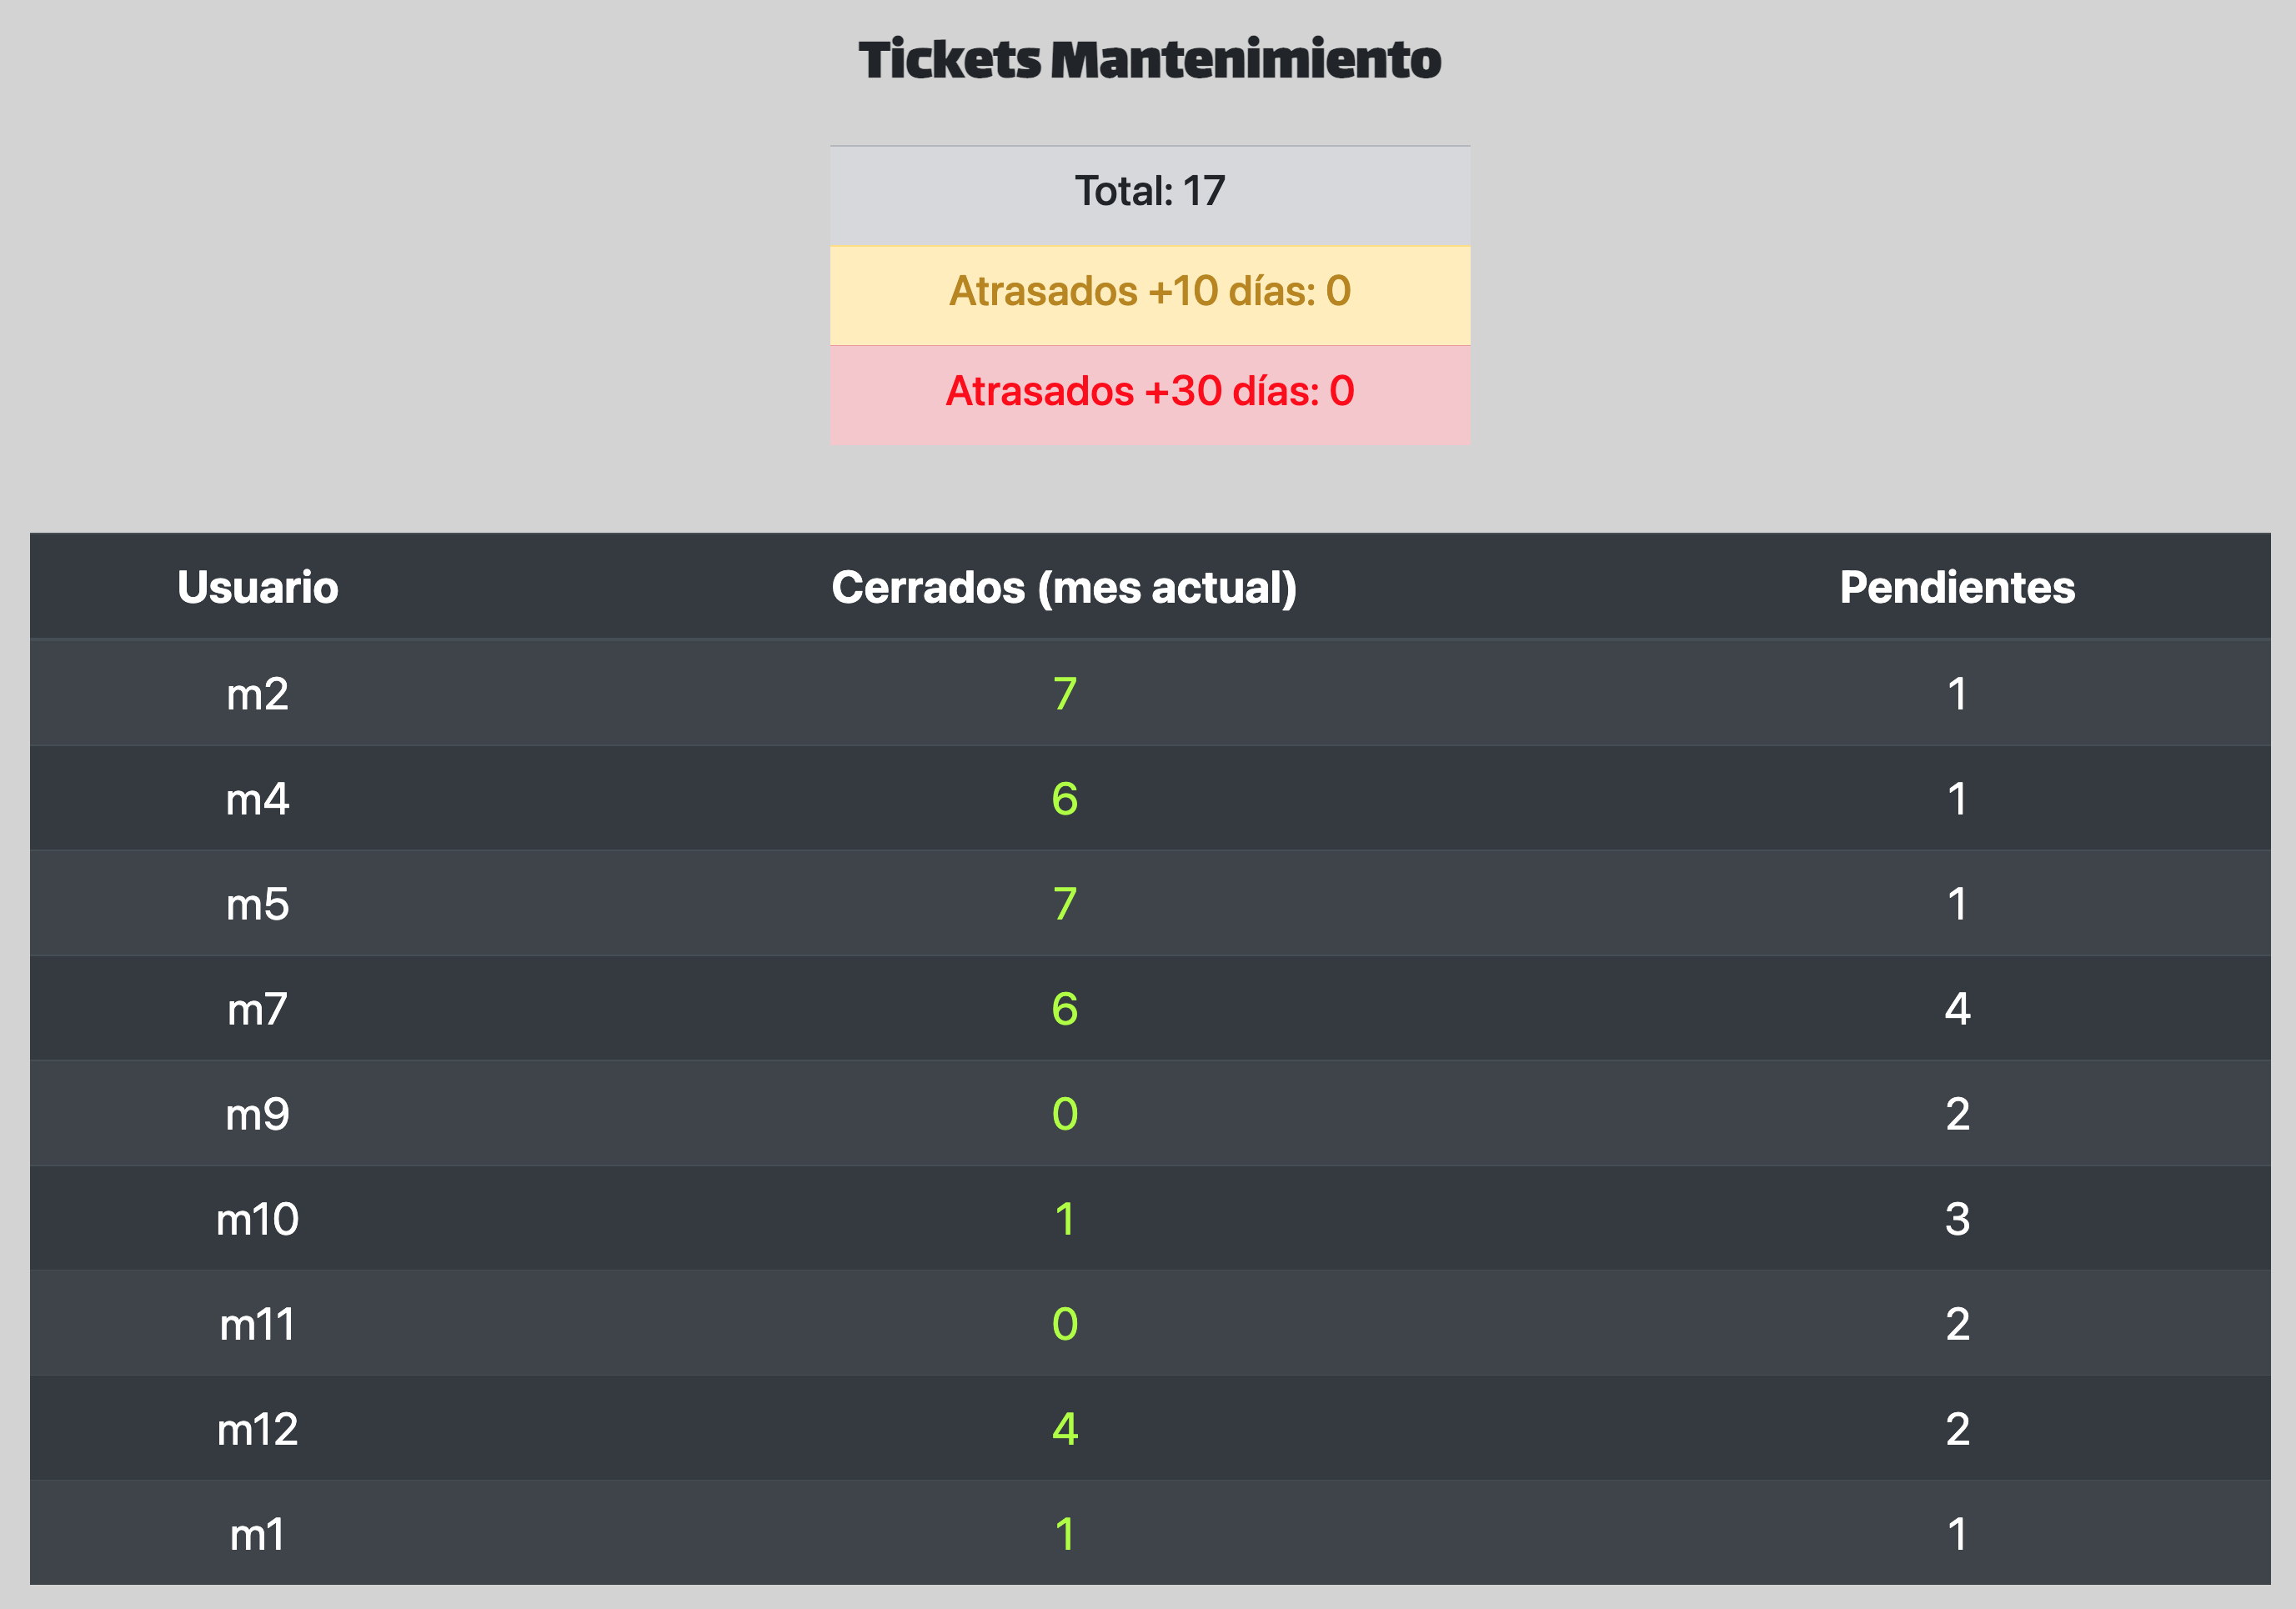 Tickets Mantenimiento
Total: 17
Atrasados +10 días: 0
Atrasados +30 días: 0
Usuario Cerrados (mes actual) Pendientes
m2 7 1
m4 6 1
m5 7 1
m7 6 4
m9 0 2
m10 1 3
m11 0 2
m12 4 2
m1 1 1